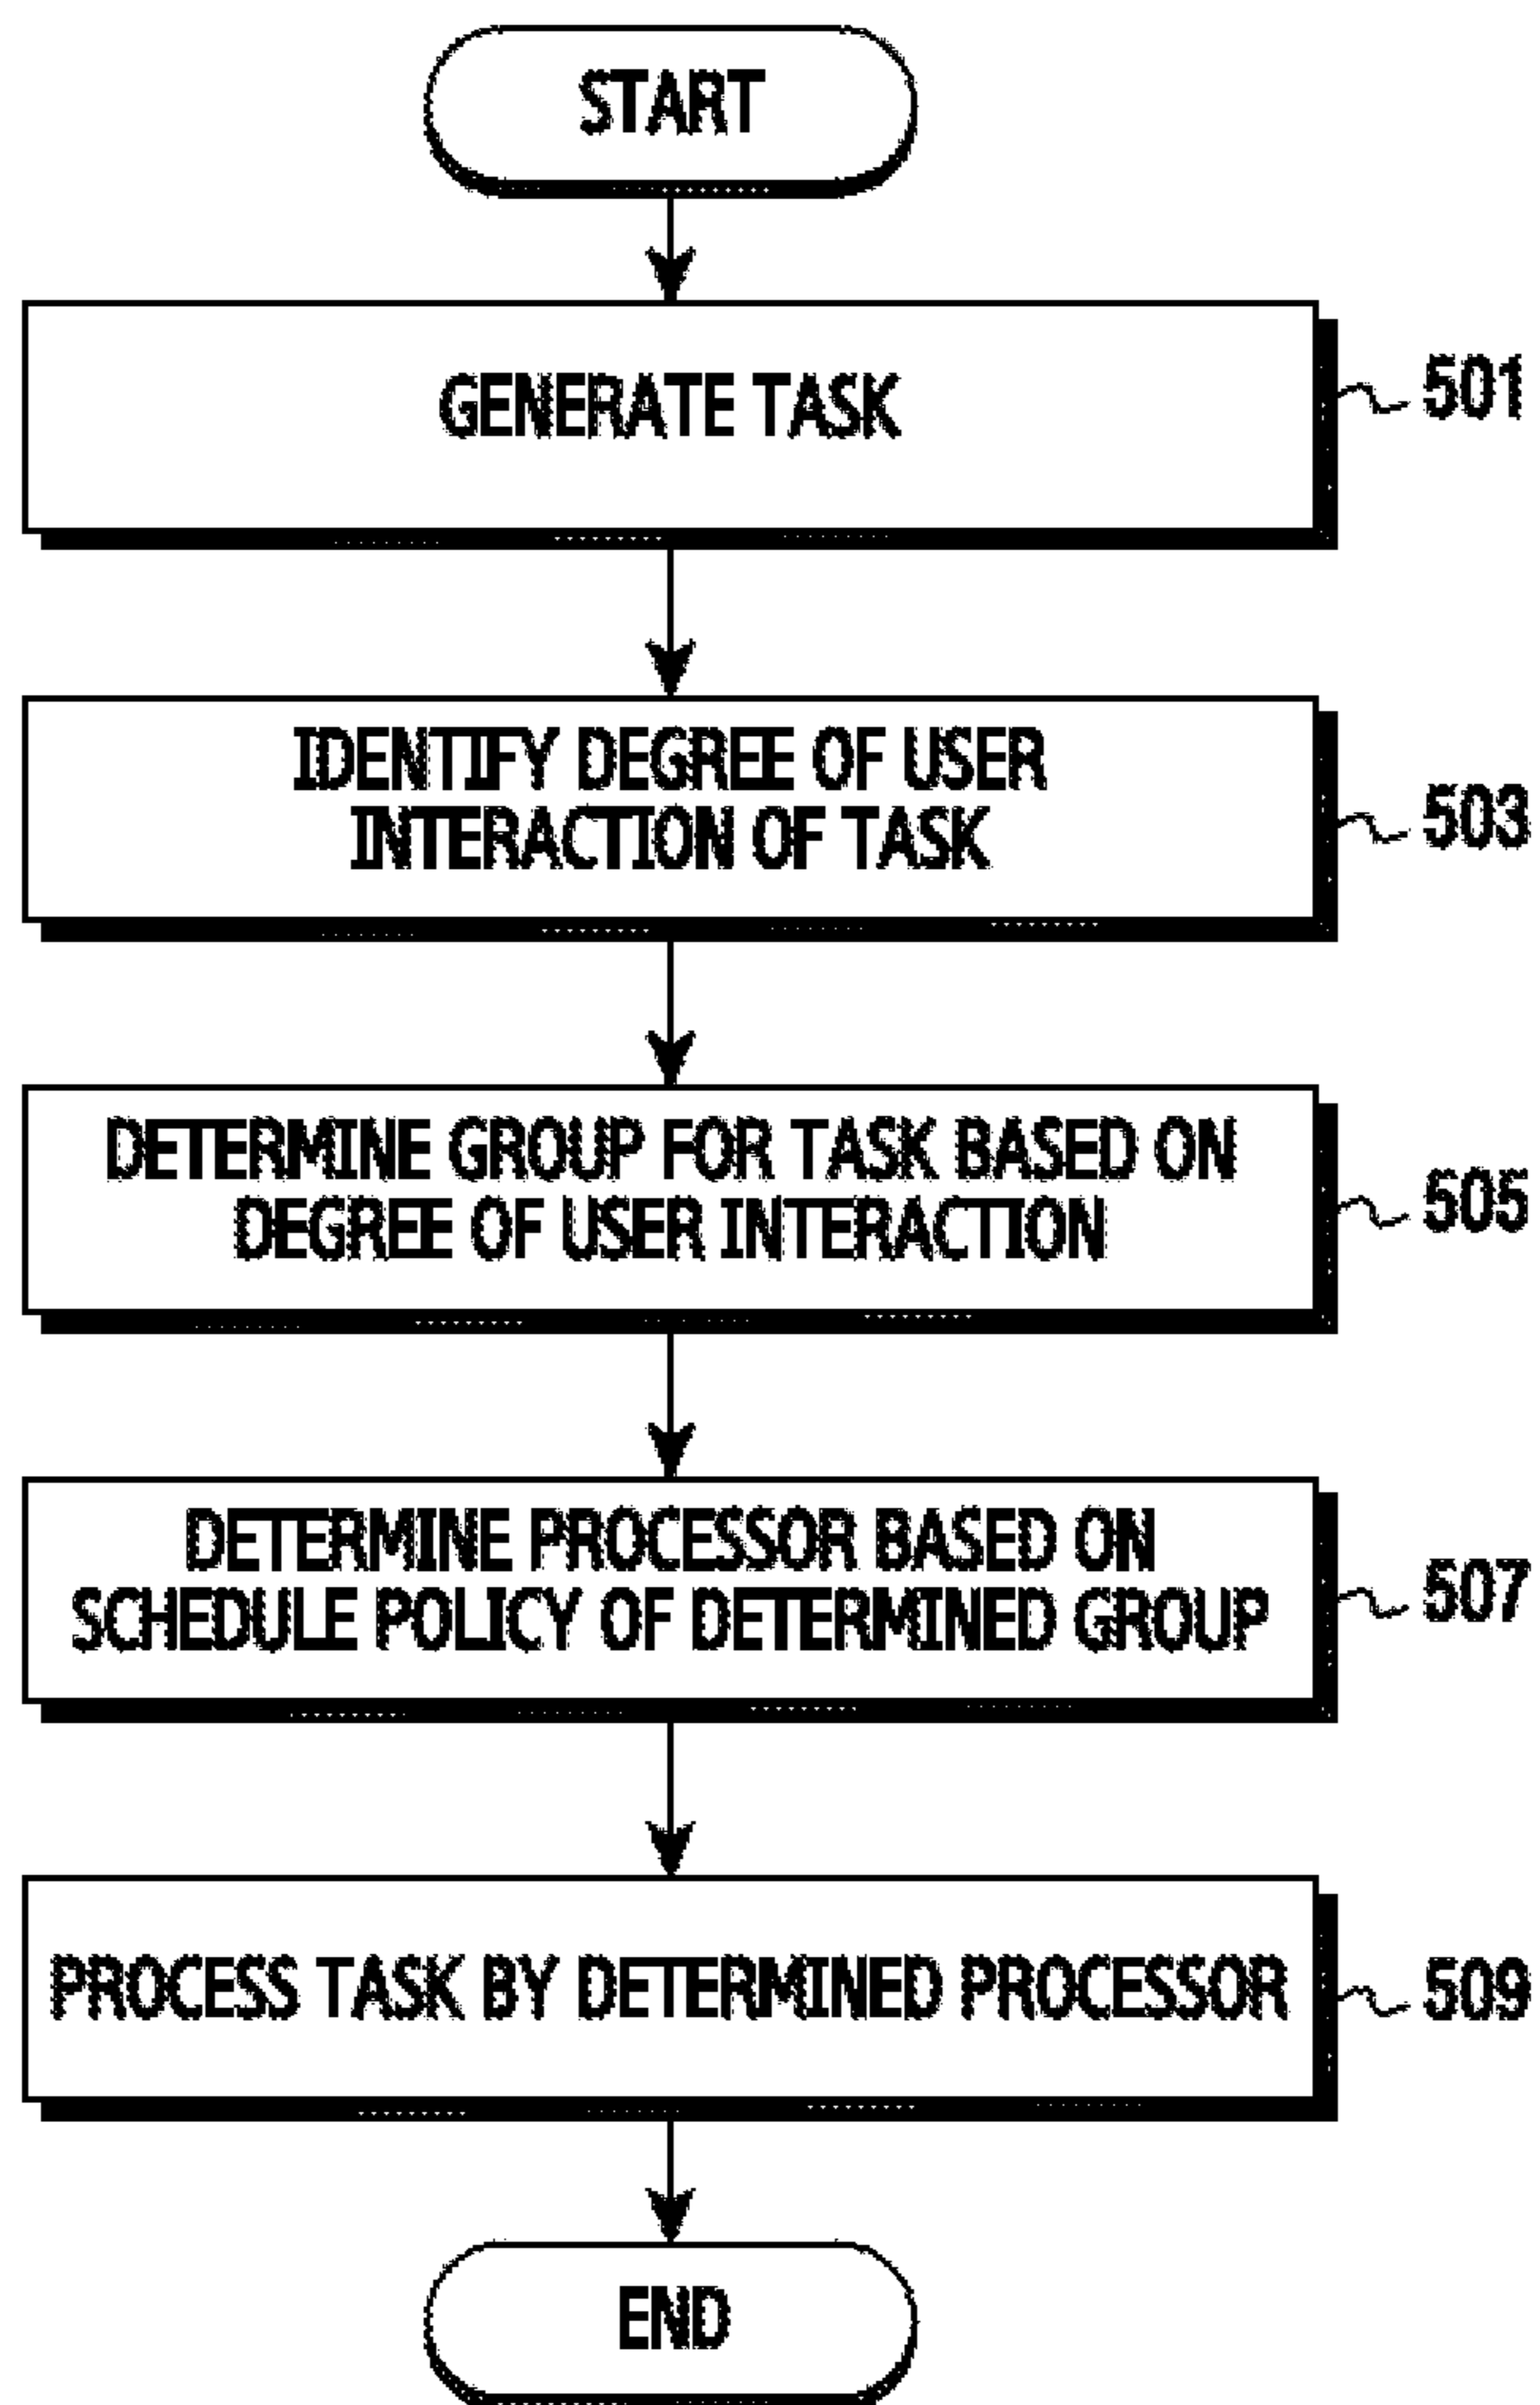 START
GENERATE TASK
501
IDENTIFY DEGREE OF USER
INTERACTION OF TASK
503
DETERMINE GROUP FOR TASK BASED ON
DEGREE OF USER INTERACTION
505
DETERMINE PROCESSOR BASED ON
SCHEDULE POLICY OF DETERMINED GROUP
507
PROCESS TASK BY DETERMINED PROCESSOR
509
END